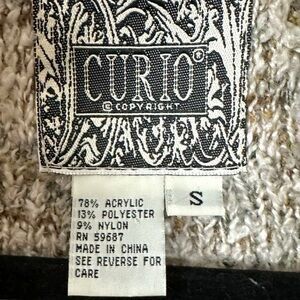 CURIO®
© COPYRIGHT
S
78% ACRYLIC
13% POLYESTER
9% NYLON
RN 59687
MADE IN CHINA
SEE REVERSE FOR
CARE